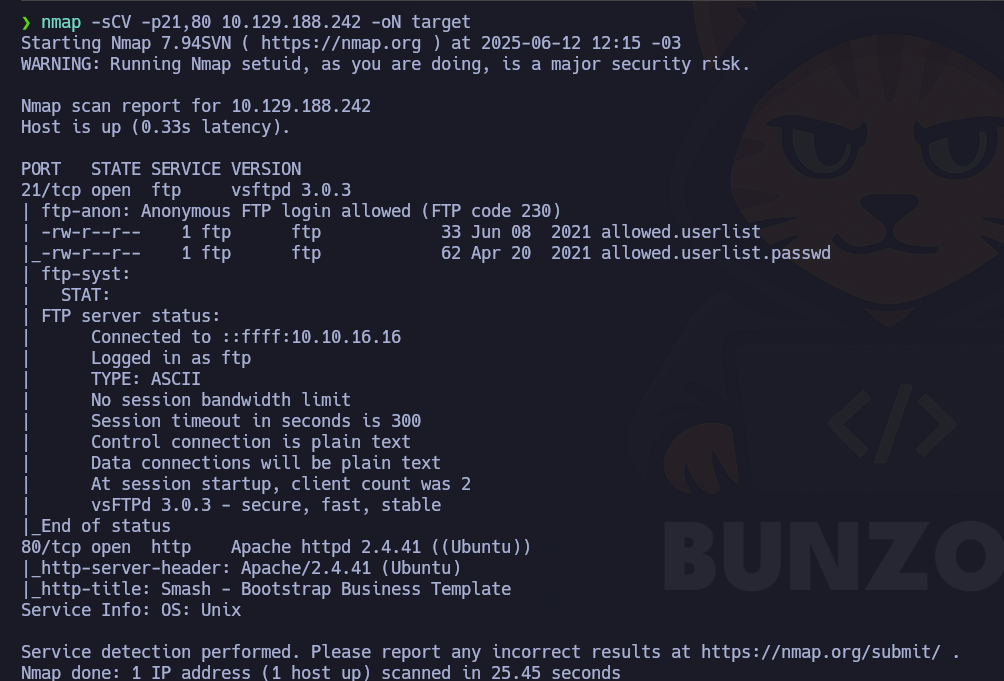 ❯ nmap -sCV -p21,80 10.129.188.242 -oN target
Starting Nmap 7.94SVN ( https://nmap.org ) at 2025-06-12 12:15 -03
WARNING: Running Nmap setuid, as you are doing, is a major security risk.
Nmap scan report for 10.129.188.242
Host is up (0.33s latency).
PORT   STATE SERVICE VERSION
21/tcp open  ftp     vsftpd 3.0.3
| ftp-anon: Anonymous FTP login allowed (FTP code 230)
| -rw-r--r--    1 ftp      ftp            33 Jun 08  2021 allowed.userlist
|_-rw-r--r--    1 ftp      ftp            62 Apr 20  2021 allowed.userlist.passwd
| ftp-syst:
|   STAT:
| FTP server status:
|      Connected to ::ffff:10.10.16.16
|      Logged in as ftp
|      TYPE: ASCII
|      No session bandwidth limit
|      Session timeout in seconds is 300
|      Control connection is plain text
|      Data connections will be plain text
|      At session startup, client count was 2
|      vsFTPd 3.0.3 - secure, fast, stable
|_End of status
80/tcp open  http    Apache httpd 2.4.41 ((Ubuntu))
|_http-server-header: Apache/2.4.41 (Ubuntu)
|_http-title: Smash - Bootstrap Business Template
Service Info: OS: Unix
Service detection performed. Please report any incorrect results at https://nmap.org/submit/ .
Nmap done: 1 IP address (1 host up) scanned in 25.45 seconds
</>
BUNZO